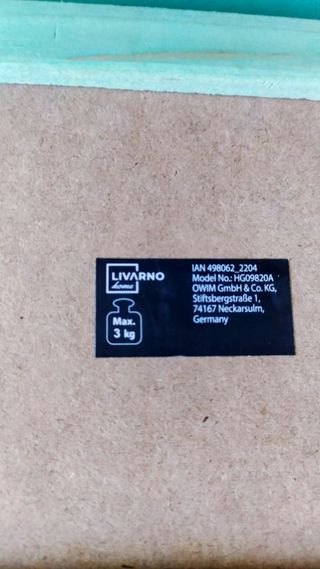 LIVARNO
home
Max.
3 kg
IAN 498062_2204
Model No.: HG09820A
OWIM GmbH & Co. KG,
Stiftsbergstraße 1,
74167 Neckarsulm,
Germany